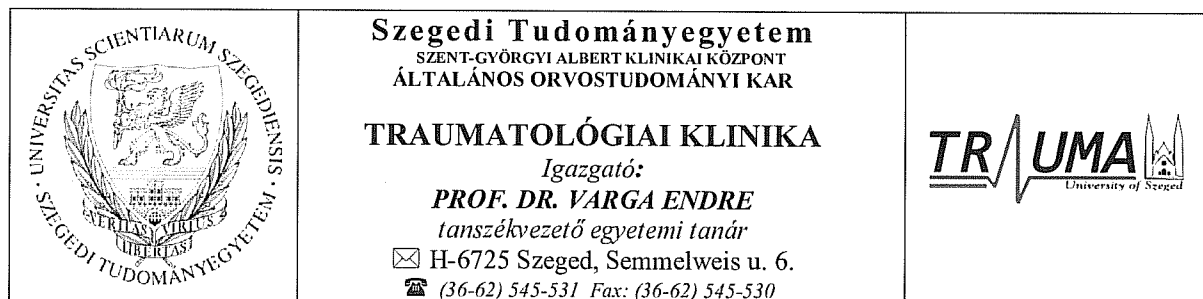 UNIVERSITAS SCIENTIARUM SZEGEDIENSIS
· SZEGEDI TUDOMÁNYEGYETEM ·
VERITAS VIRTUS
LIBERTAS
Szegedi Tudományegyetem
SZENT-GYÖRGYI ALBERT KLINIKAI KÖZPONT
ÁLTALÁNOS ORVOSTUDOMÁNYI KAR
TRAUMATOLÓGIAI KLINIKA
Igazgató:
PROF. DR. VARGA ENDRE
tanszékvezető egyetemi tanár
✉ H-6725 Szeged, Semmelweis u. 6.
☎ (36-62) 545-531 Fax: (36-62) 545-530
TRAUMA
University of Szeged